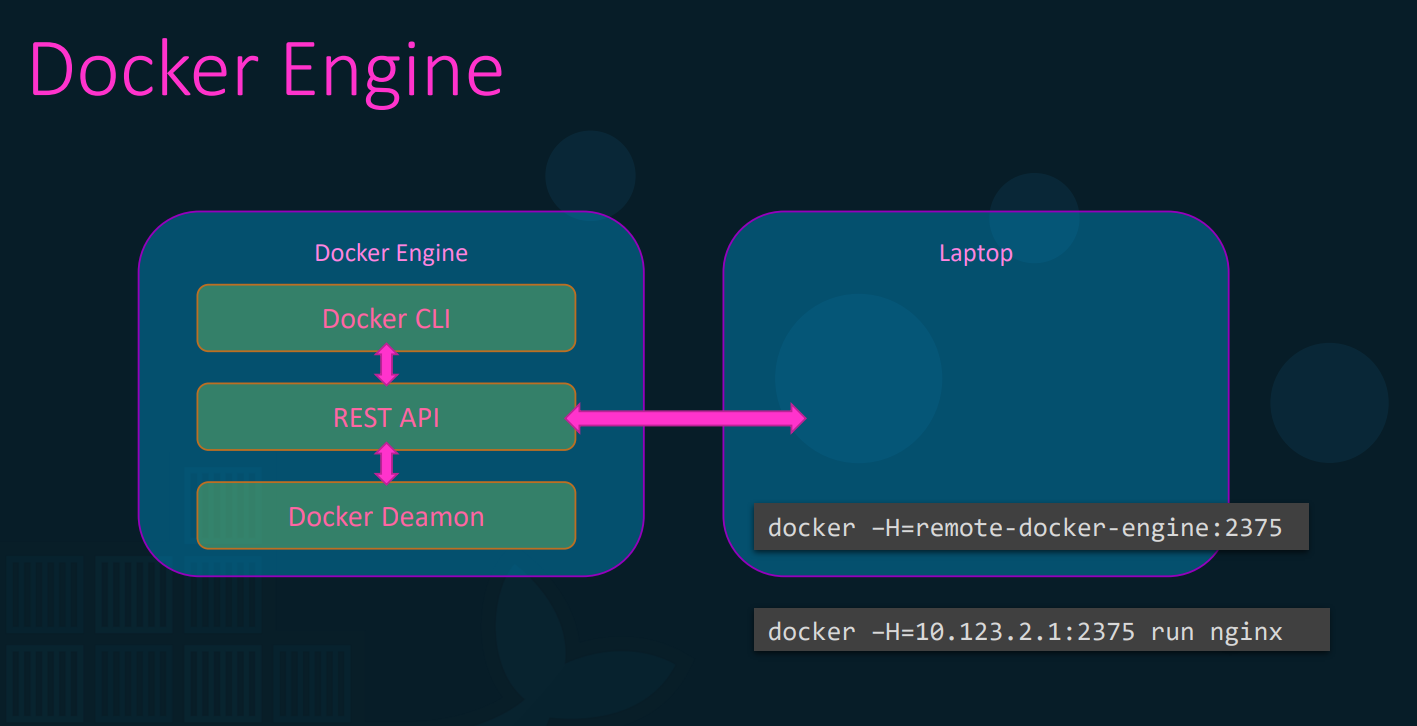 Docker Engine
Docker Engine
Docker CLI
REST API
Docker Deamon
Laptop
docker –H=remote-docker-engine:2375
docker –H=10.123.2.1:2375 run nginx